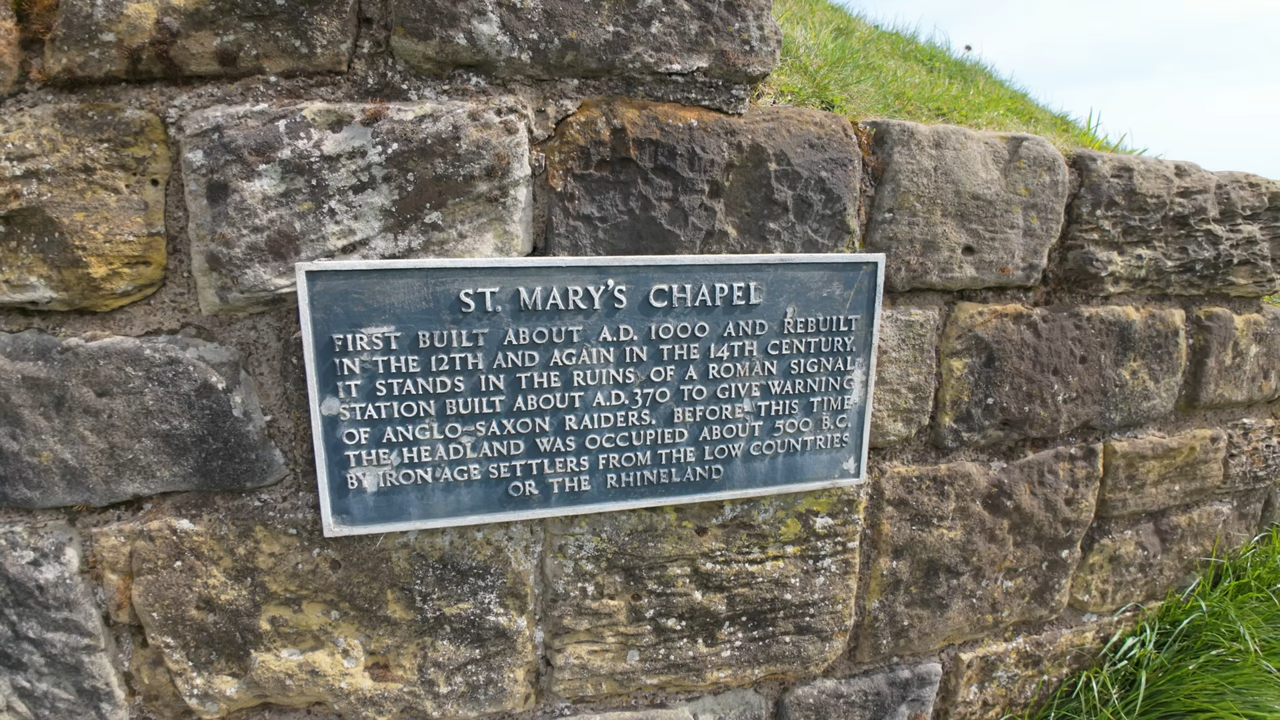 ST. MARY'S CHAPEL
FIRST BUILT ABOUT A.D. 1000 AND REBUILT
IN THE 12TH AND AGAIN IN THE 14TH CENTURY.
IT STANDS IN THE RUINS OF A ROMAN SIGNAL
STATION BUILT ABOUT A.D. 370 TO GIVE WARNING
OF ANGLO-SAXON RAIDERS. BEFORE THIS TIME
THE HEADLAND WAS OCCUPIED ABOUT 500 B.C.
BY IRON AGE SETTLERS FROM THE LOW COUNTRIES
OR THE RHINELAND